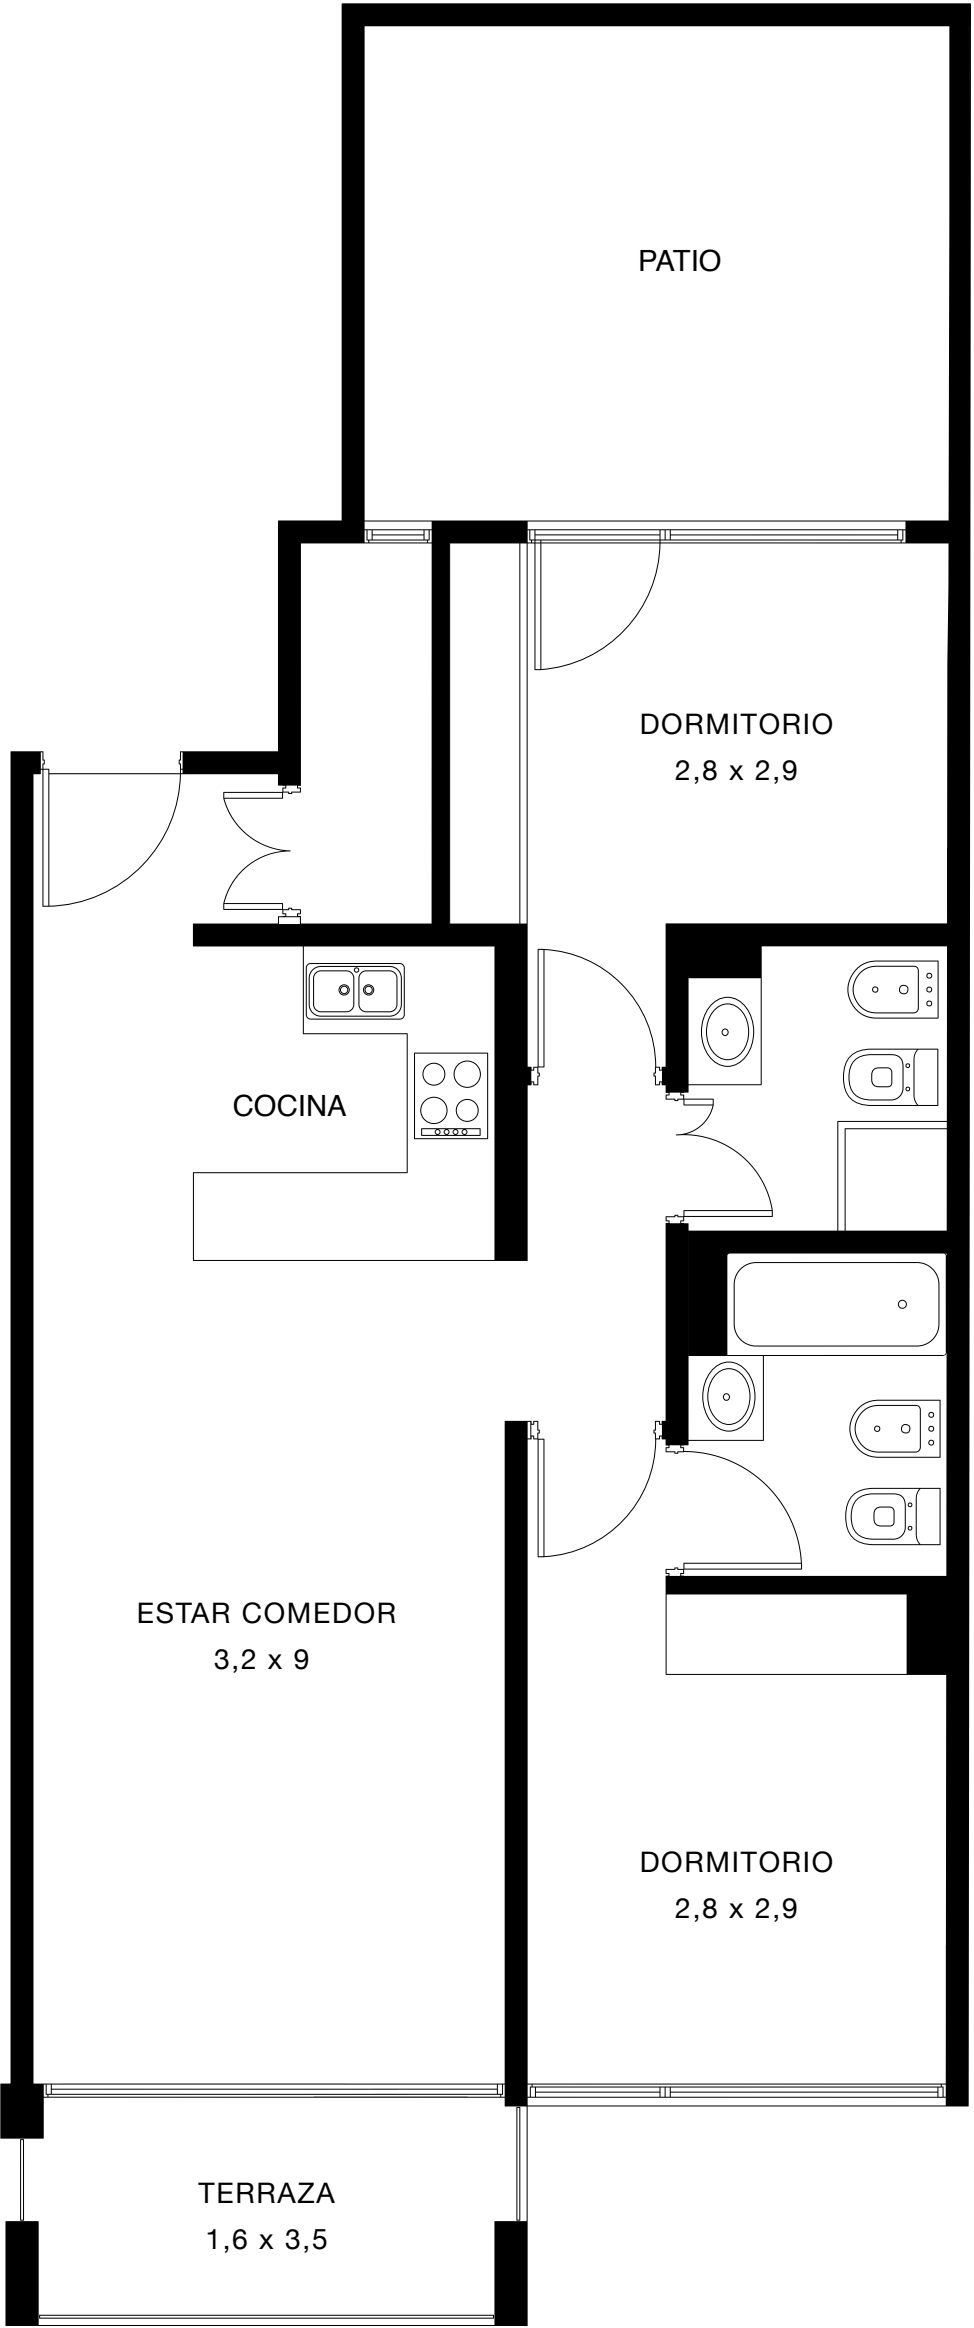 PATIO
DORMITORIO
2,8 x 2,9
COCINA
ESTAR COMEDOR
3,2 x 9
DORMITORIO
2,8 x 2,9
TERRAZA
1,6 x 3,5